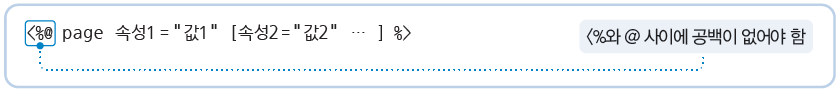 <%@ page 속성1="값1" [속성2="값2" … ] %>
<%와 @ 사이에 공백이 없어야 함